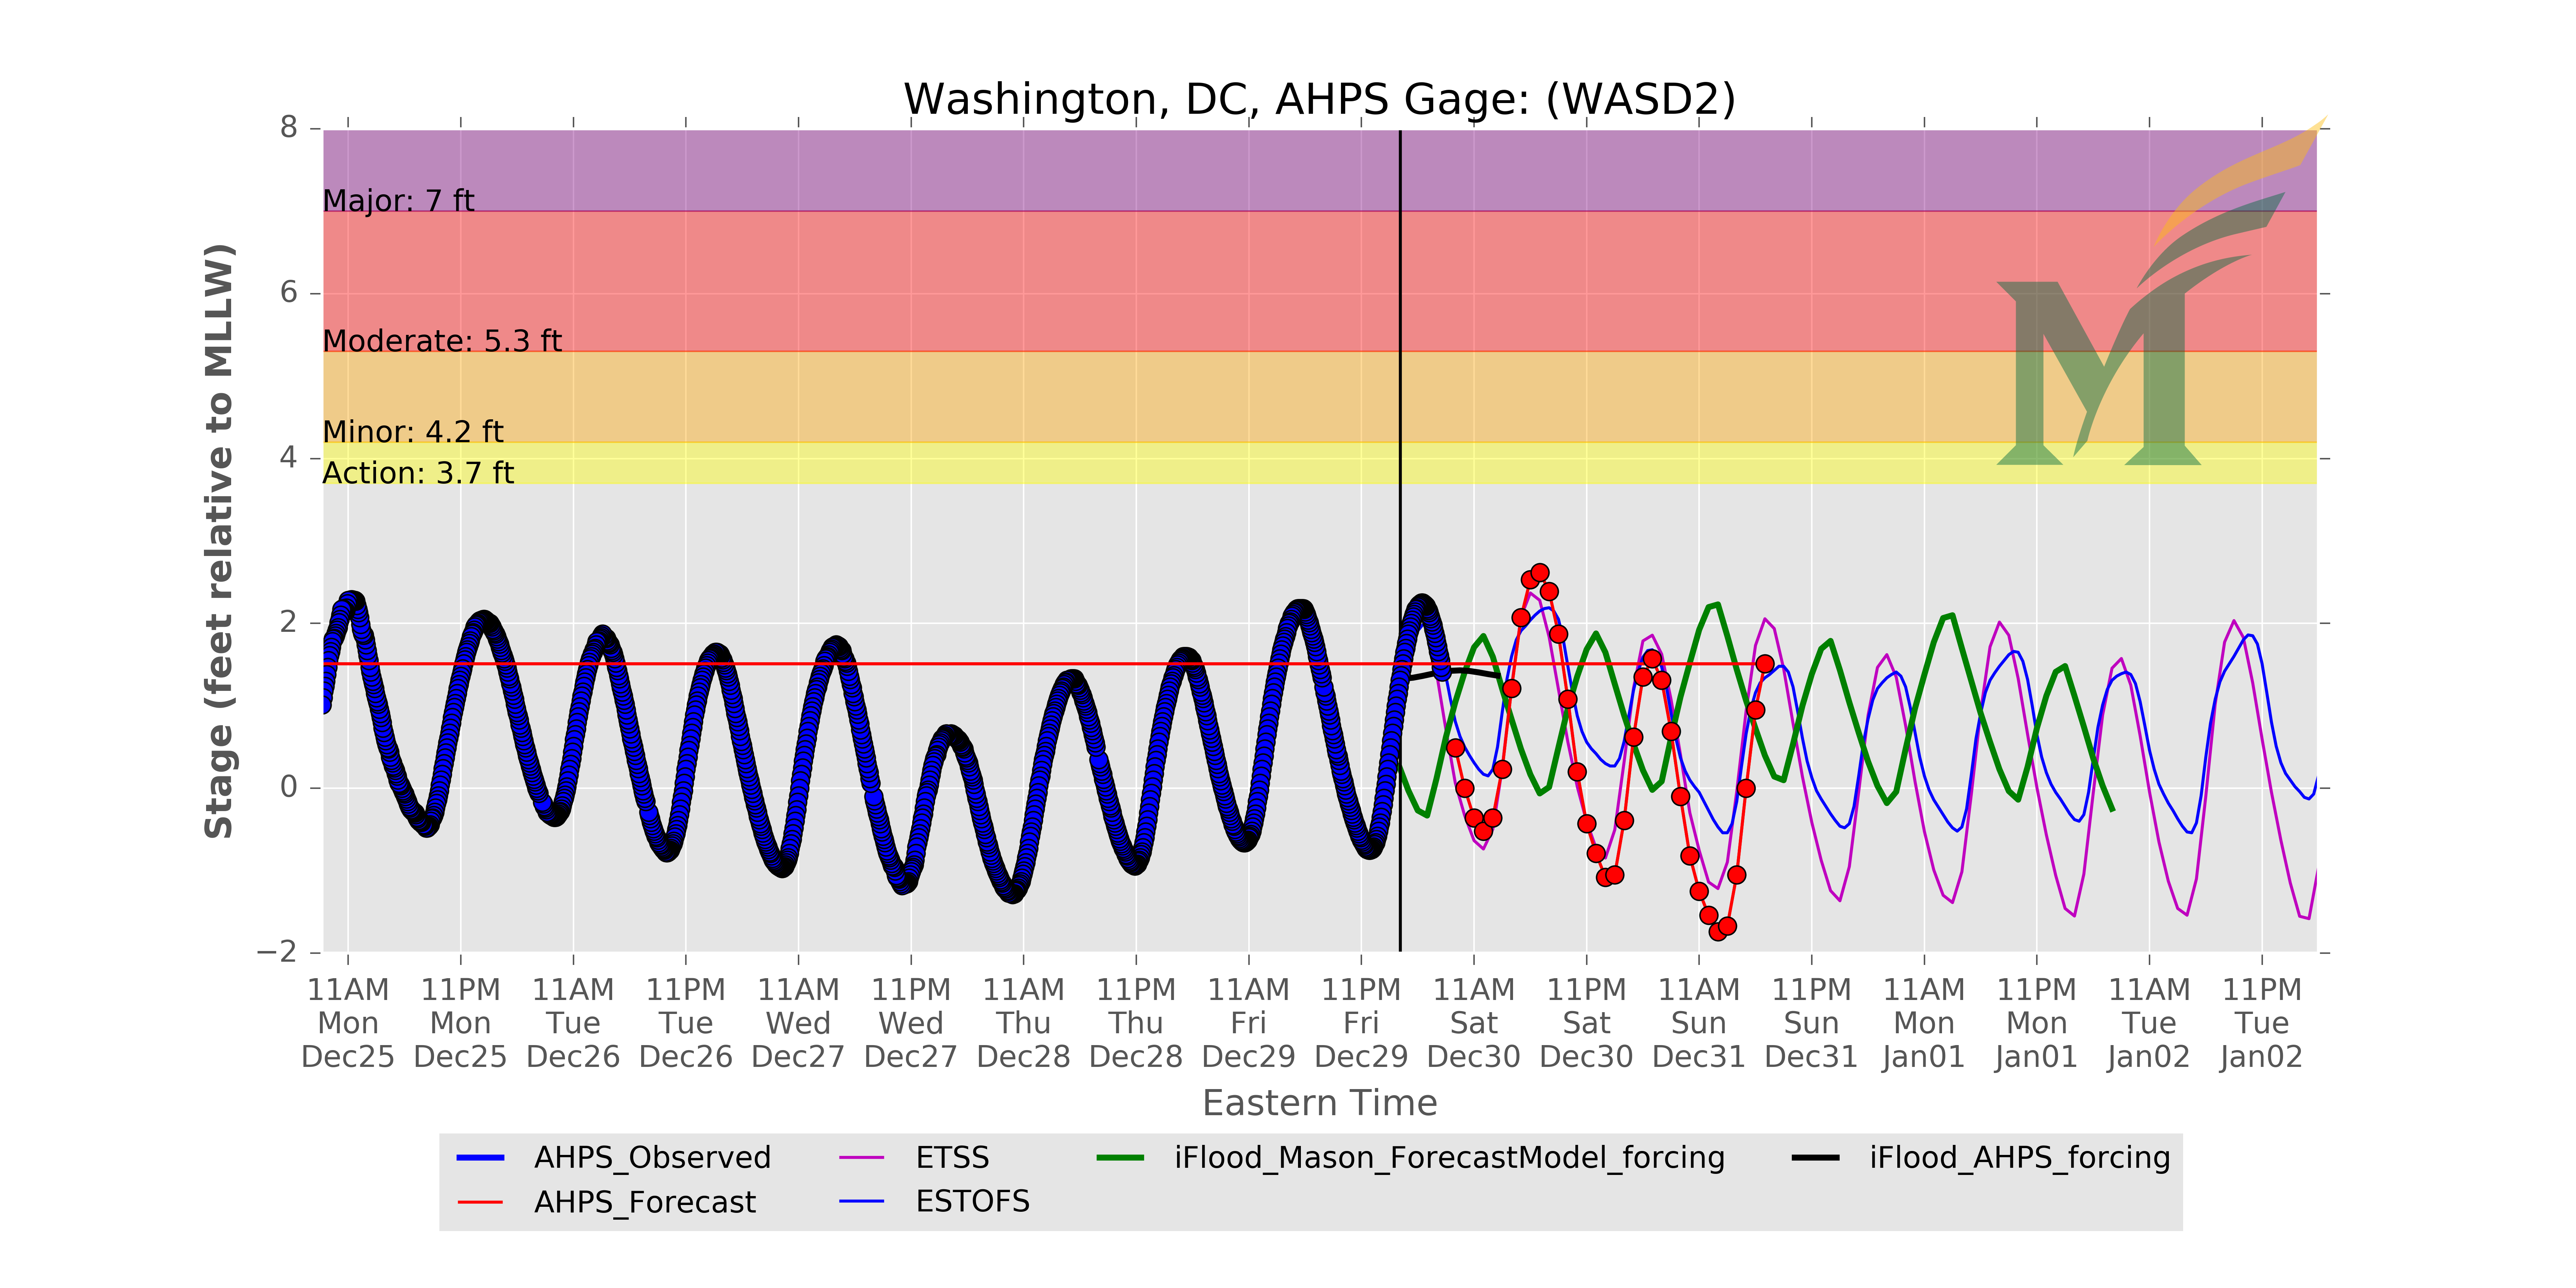 Washington, DC, AHPS Gage: (WASD2)
8
6
4
2
0
−2
Stage (feet relative to MLLW)
Major: 7 ft
Moderate: 5.3 ft
Minor: 4.2 ft
Action: 3.7 ft
M
11AM 11PM 11AM 11PM 11AM 11PM 11AM 11PM 11AM 11PM 11AM 11PM 11AM 11PM 11AM 11PM 11AM 11PM
Mon Mon Tue Tue Wed Wed Thu Thu Fri Fri Sat Sat Sun Sun Mon Mon Tue Tue
Dec25 Dec25 Dec26 Dec26 Dec27 Dec27 Dec28 Dec28 Dec29 Dec29 Dec30 Dec30 Dec31 Dec31 Jan01 Jan01 Jan02 Jan02
Eastern Time
AHPS_Observed ETSS iFlood_Mason_ForecastModel_forcing iFlood_AHPS_forcing
AHPS_Forecast ESTOFS